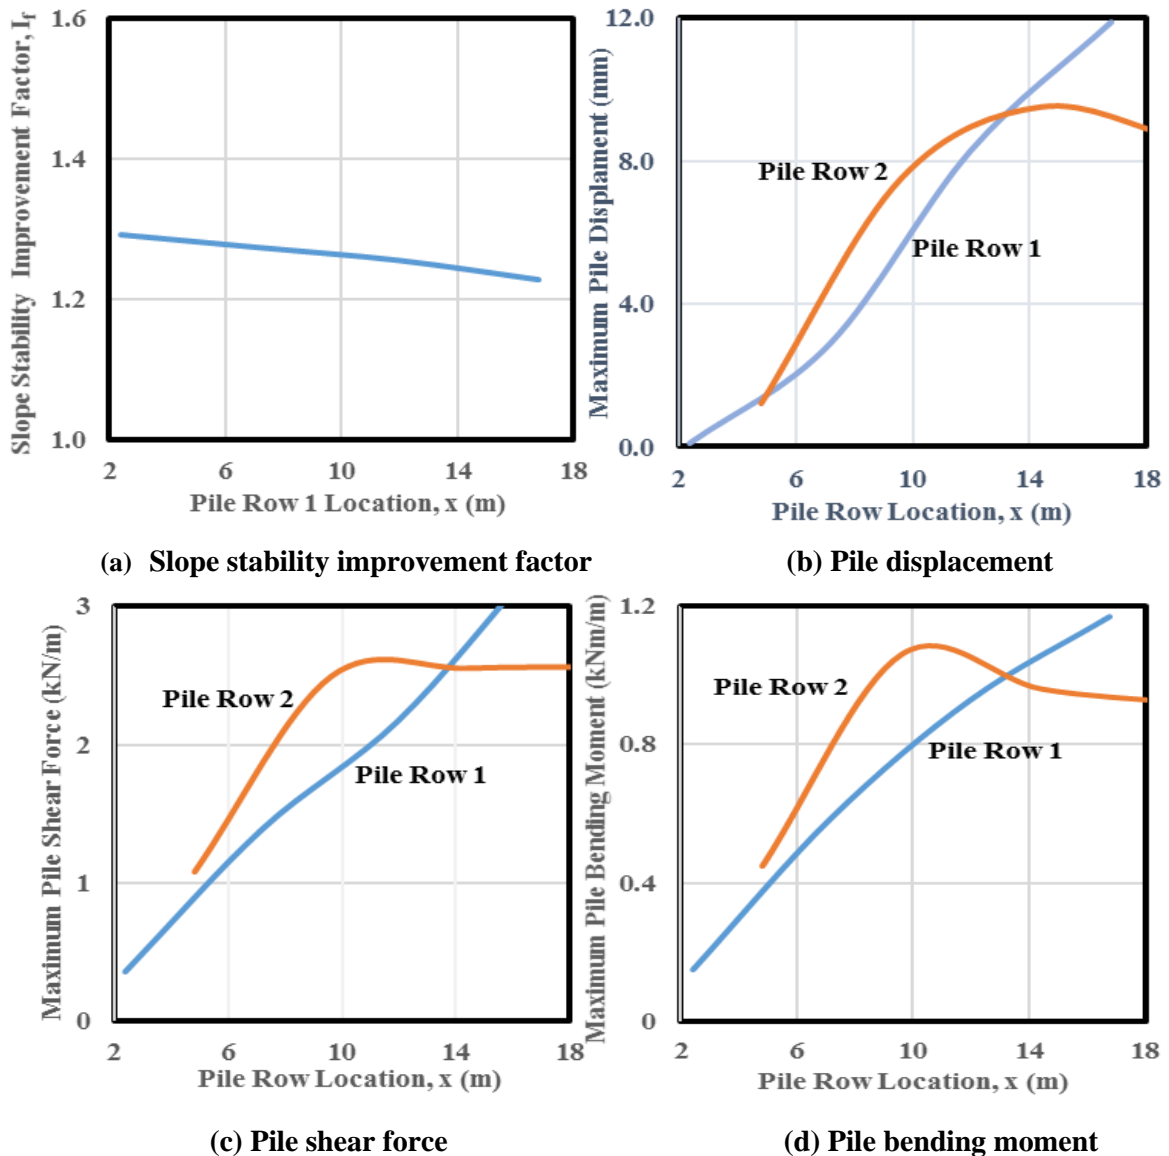 Slope Stability Improvement Factor, If
1.6
1.4
1.2
1.0
2 6 10 14 18
Pile Row 1 Location, x (m)
(a) Slope stability improvement factor
Maximum Pile Displament (mm)
12.0
8.0
4.0
0.0
Pile Row 2
Pile Row 1
2 6 10 14 18
Pile Row Location, x (m)
(b) Pile displacement
Maximum Pile Shear Force (kN/m)
3
2
1
0
Pile Row 2
Pile Row 1
2 6 10 14 18
Pile Row Location, x (m)
(c) Pile shear force
Maximum Pile Bending Moment (kNm/m)
1.2
0.8
0.4
0
Pile Row 2
Pile Row 1
2 6 10 14 18
Pile Row Location, x (m)
(d) Pile bending moment